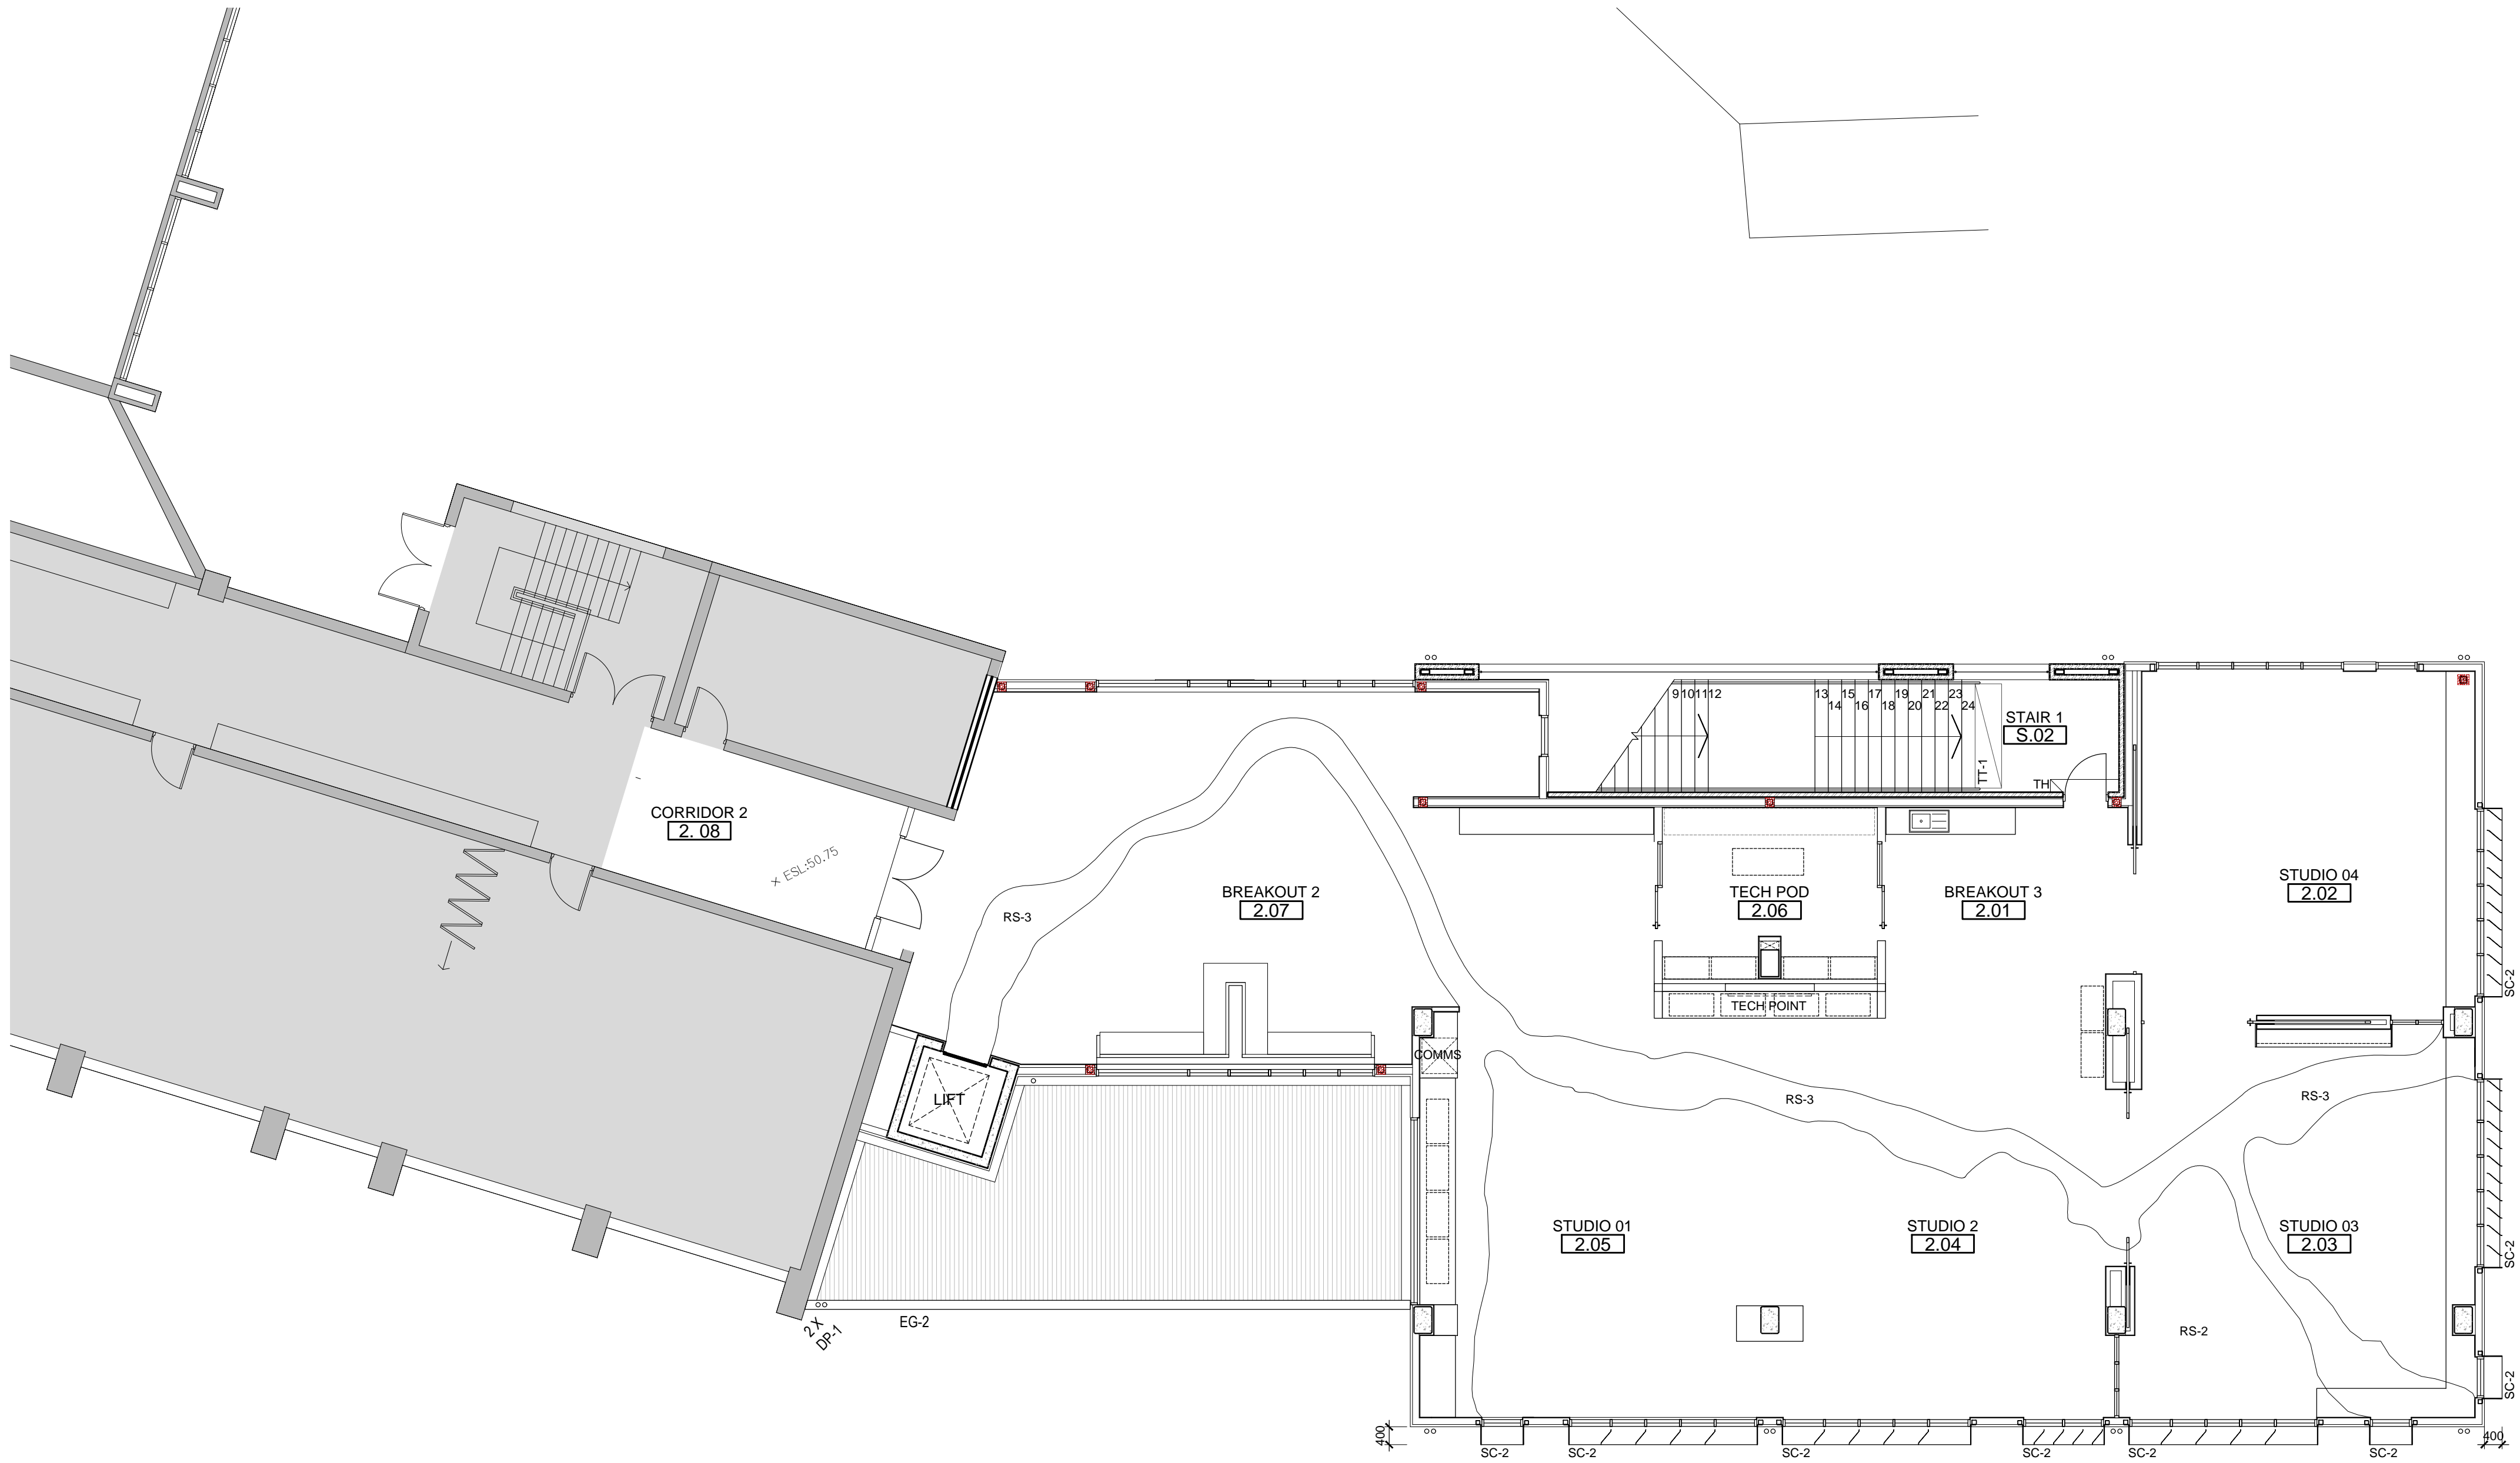 9 10 11 12
13 15 17 19 21 23
14 16 18 20 22 24
STAIR 1
S.02
TT-1
TH
CORRIDOR 2
2. 08
× ESL:50.75
BREAKOUT 2
2.07
RS-3
TECH POD
2.06
BREAKOUT 3
2.01
STUDIO 04
2.02
SC-2
TECH POINT
COMMS
LIFT
RS-3
RS-3
STUDIO 01
2.05
STUDIO 2
2.04
STUDIO 03
2.03
SC-2
2 X
DP-1
EG-2
RS-2
SC-2
400
400
SC-2
SC-2
SC-2
SC-2
SC-2
SC-2